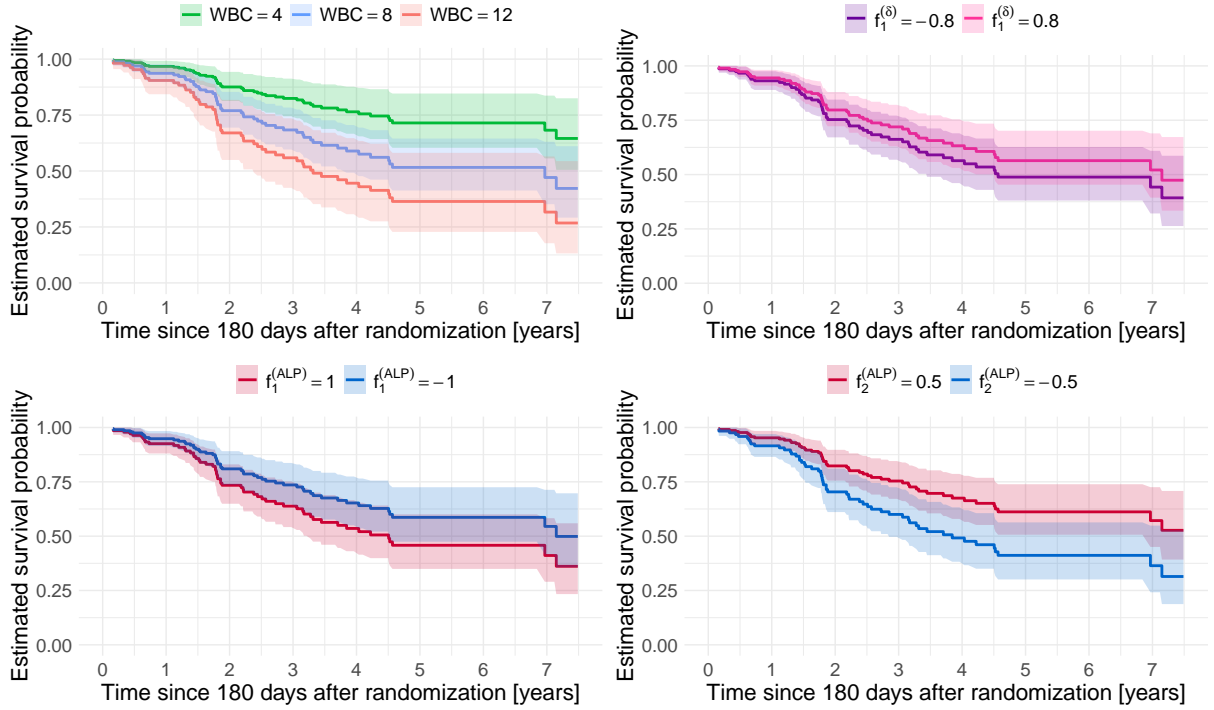 WBC = 4 WBC = 8 WBC = 12
Estimated survival probability
1.00
0.75
0.50
0.25
0.00
0 1 2 3 4 5 6 7
Time since 180 days after randomization [years]
f₁⁽ᵟ⁾ = −0.8 f₁⁽ᵟ⁾ = 0.8
Estimated survival probability
1.00
0.75
0.50
0.25
0.00
0 1 2 3 4 5 6 7
Time since 180 days after randomization [years]
f₁^(ALP) = 1 f₁^(ALP) = −1
Estimated survival probability
1.00
0.75
0.50
0.25
0.00
0 1 2 3 4 5 6 7
Time since 180 days after randomization [years]
f₂^(ALP) = 0.5 f₂^(ALP) = −0.5
Estimated survival probability
1.00
0.75
0.50
0.25
0.00
0 1 2 3 4 5 6 7
Time since 180 days after randomization [years]